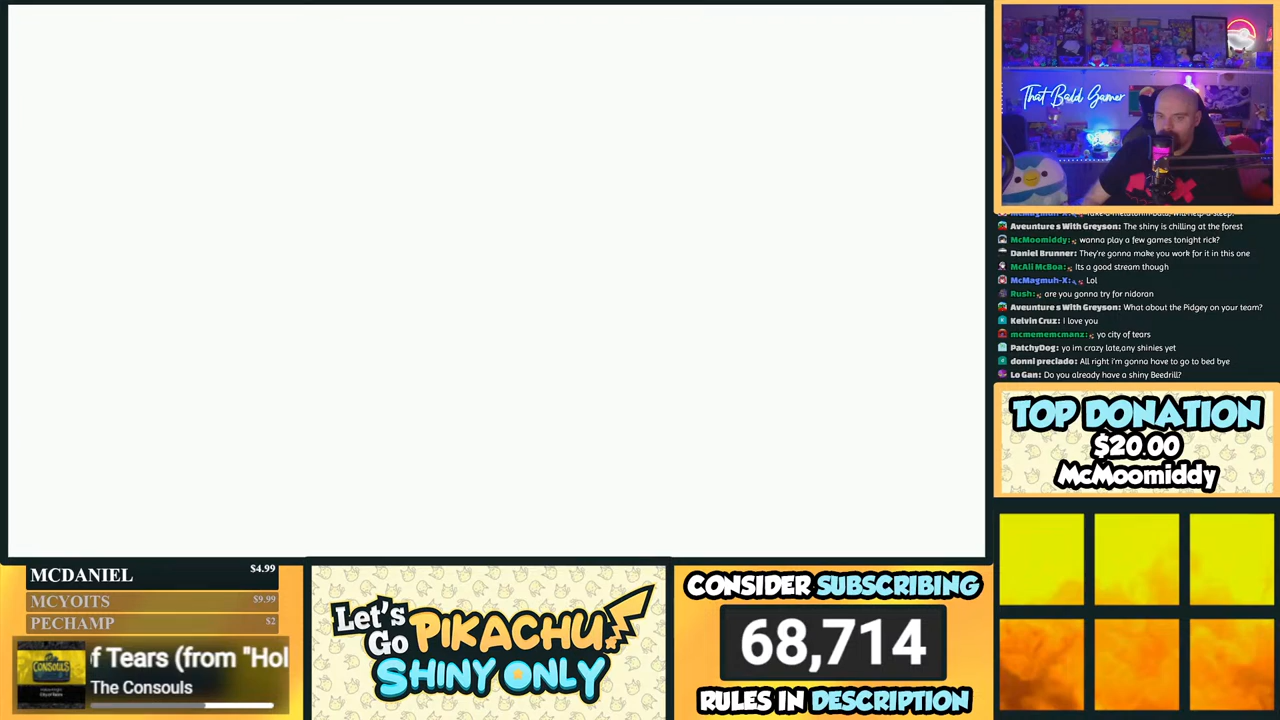 That Bald Gamer
Aveunture s With Greyson: The shiny is chilling at the forest
McMoomiddy: wanna play a few games tonight rick?
Daniel Brunner: They're gonna make you work for it in this one
McAli McBoa: Its a good stream though
McMagmuh-X: Lol
Rush: are you gonna try for nidoran
Aveunture s With Greyson: What about the Pidgey on your team?
Kelvin Cruz: I love you
mcmememcmanz: yo city of tears
PatchyDog: yo im crazy late,any shinies yet
donni preciado: All right i'm gonna have to go to bed bye
Lo Gan: Do you already have a shiny Beedrill?
TOP DONATION
$20.00
McMoomiddy
MCDANIEL $4.99
MCYOITS $9.99
PECHAMP $2
f Tears (from "Hol
The Consouls
CONSOULS
Let's Go PIKACHU
SHINY ONLY
CONSIDER SUBSCRIBING
68,714
RULES IN DESCRIPTION